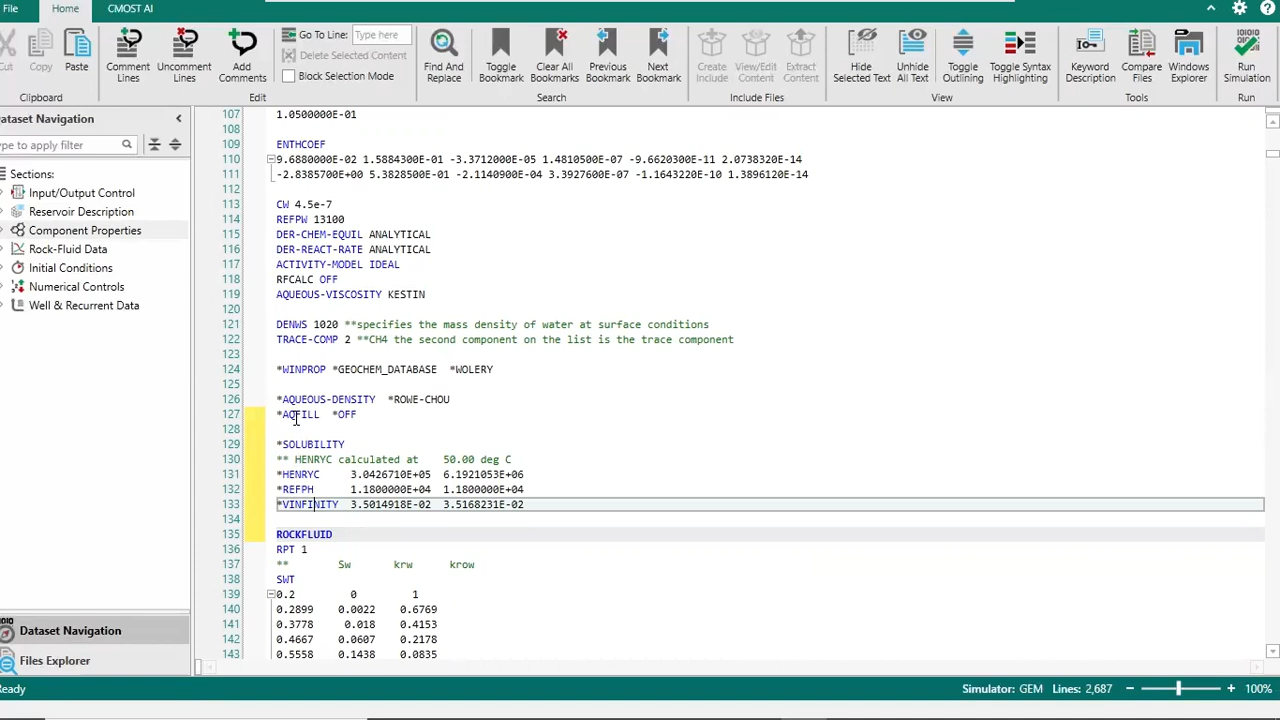 File Home CMOST AI
Cut Copy Paste Comment Lines Uncomment Lines Add Comments Go To Line: Type here Delete Selected Content Block Selection Mode Find And Replace Toggle Bookmark Clear All Bookmarks Previous Bookmark Next Bookmark Create Include View/Edit Content Extract Content Hide Selected Text Unhide All Text Toggle Outlining Toggle Syntax Highlighting Keyword Description Compare Files Windows Explorer Run Simulation
Clipboard Edit Search Include Files View Tools Run
ataset Navigation
ype to apply filter
Sections:
Input/Output Control
Reservoir Description
Component Properties
Rock-Fluid Data
Initial Conditions
Numerical Controls
Well & Recurrent Data
Dataset Navigation
Files Explorer
107 1.0500000E-01
108
109 ENTHCOEF
110 9.6880000E-02 1.5884300E-01 -3.3712000E-05 1.4810500E-07 -9.6620300E-11 2.0738320E-14
111 -2.8385700E+00 5.3828500E-01 -2.1140900E-04 3.3927600E-07 -1.1643220E-10 1.3896120E-14
112
113 CW 4.5e-7
114 REFPW 13100
115 DER-CHEM-EQUIL ANALYTICAL
116 DER-REACT-RATE ANALYTICAL
117 ACTIVITY-MODEL IDEAL
118 RFCALC OFF
119 AQUEOUS-VISCOSITY KESTIN
120
121 DENWS 1020 **specifies the mass density of water at surface conditions
122 TRACE-COMP 2 **CH4 the second component on the list is the trace component
123
124 *WINPROP *GEOCHEM_DATABASE *WOLERY
125
126 *AQUEOUS-DENSITY *ROWE-CHOU
127 *AQFILL *OFF
128
129 *SOLUBILITY
130 ** HENRYC calculated at 50.00 deg C
131 *HENRYC 3.0426710E+05 6.1921053E+06
132 *REFPH 1.1800000E+04 1.1800000E+04
133 *VINFINITY 3.5014918E-02 3.5168231E-02
134
135 ROCKFLUID
136 RPT 1
137 ** Sw krw krow
138 SWT
139 0.2 0 1
140 0.2899 0.0022 0.6769
141 0.3778 0.018 0.4153
142 0.4667 0.0607 0.2178
143 0.5558 0.1438 0.0835
Ready Simulator: GEM Lines: 2,687 100%